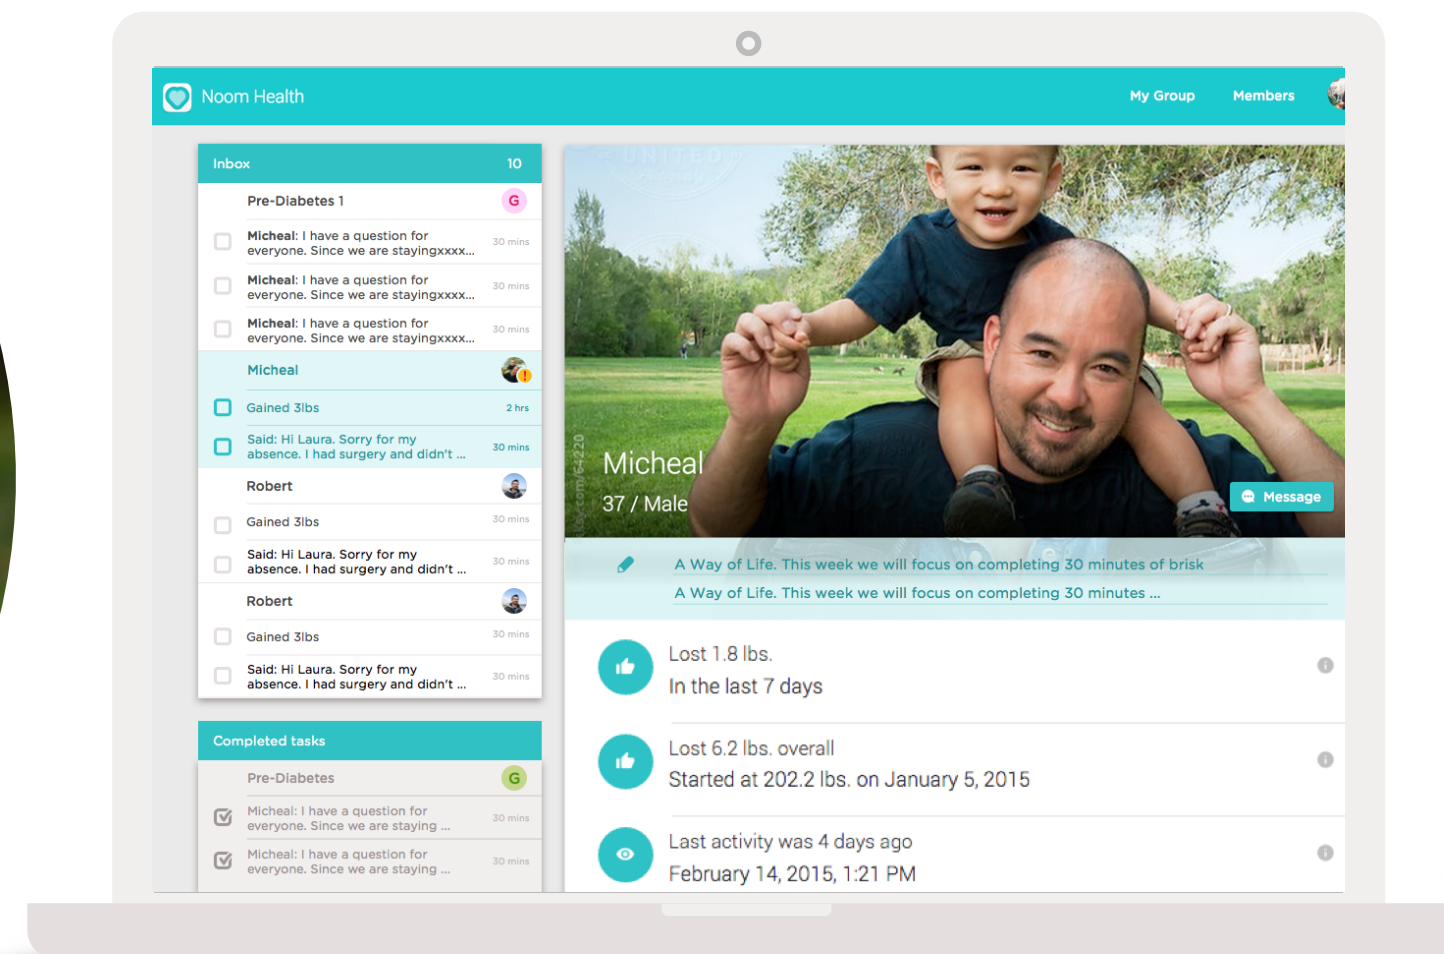 Noom Health
My Group
Members
Inbox
10
Pre-Diabetes 1
G
Micheal: I have a question for
everyone. Since we are stayingxxxx...
30 mins
Micheal: I have a question for
everyone. Since we are stayingxxxx...
30 mins
Micheal: I have a question for
everyone. Since we are stayingxxxx...
30 mins
Micheal
!
Gained 3lbs
2 hrs
Said: Hi Laura. Sorry for my
absence. I had surgery and didn't ...
30 mins
Robert
Gained 3lbs
30 mins
Said: Hi Laura. Sorry for my
absence. I had surgery and didn't ...
30 mins
Robert
Gained 3lbs
30 mins
Said: Hi Laura. Sorry for my
absence. I had surgery and didn't ...
30 mins
Completed tasks
Pre-Diabetes
G
Micheal: I have a question for
everyone. Since we are staying ...
30 mins
Micheal: I have a question for
everyone. Since we are staying ...
30 mins
UNITED
Micheal
37 / Male
Message
A Way of Life. This week we will focus on completing 30 minutes of brisk
A Way of Life. This week we will focus on completing 30 minutes ...
Lost 1.8 lbs.
In the last 7 days
Lost 6.2 lbs. overall
Started at 202.2 lbs. on January 5, 2015
Last activity was 4 days ago
February 14, 2015, 1:21 PM